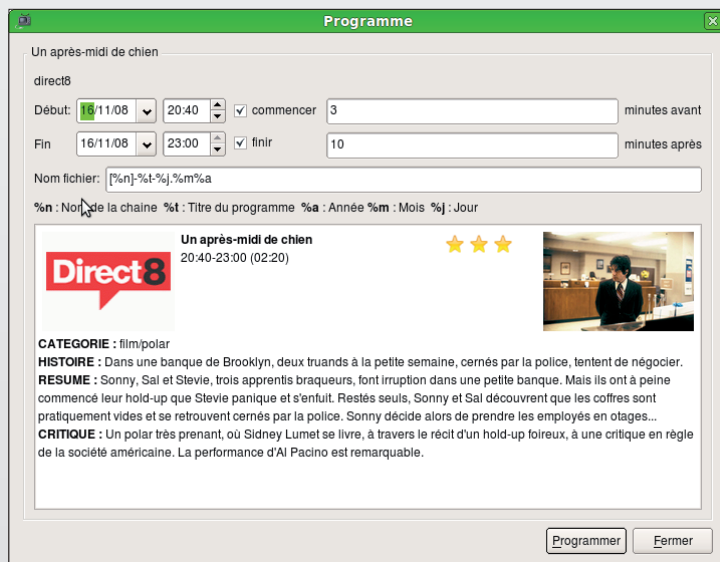 Programme
Un après-midi de chien
direct8
Début: 16/11/08 20:40 commencer 3 minutes avant
Fin 16/11/08 23:00 finir 10 minutes après
Nom fichier: [%n]-%t-%j.%m%a
%n : Nom de la chaine %t : Titre du programme %a : Année %m : Mois %j : Jour
Direct8
Un après-midi de chien
20:40-23:00 (02:20)
CATEGORIE : film/polar
HISTOIRE : Dans une banque de Brooklyn, deux truands à la petite semaine, cernés par la police, tentent de négocier.
RESUME : Sonny, Sal et Stevie, trois apprentis braqueurs, font irruption dans une petite banque. Mais ils ont à peine
commencé leur hold-up que Stevie panique et s'enfuit. Restés seuls, Sonny et Sal découvrent que les coffres sont
pratiquement vides et se retrouvent cernés par la police. Sonny décide alors de prendre les employés en otages...
CRITIQUE : Un polar très prenant, où Sidney Lumet se livre, à travers le récit d'un hold-up foireux, à une critique en règle
de la société américaine. La performance d'Al Pacino est remarquable.
Programmer Fermer